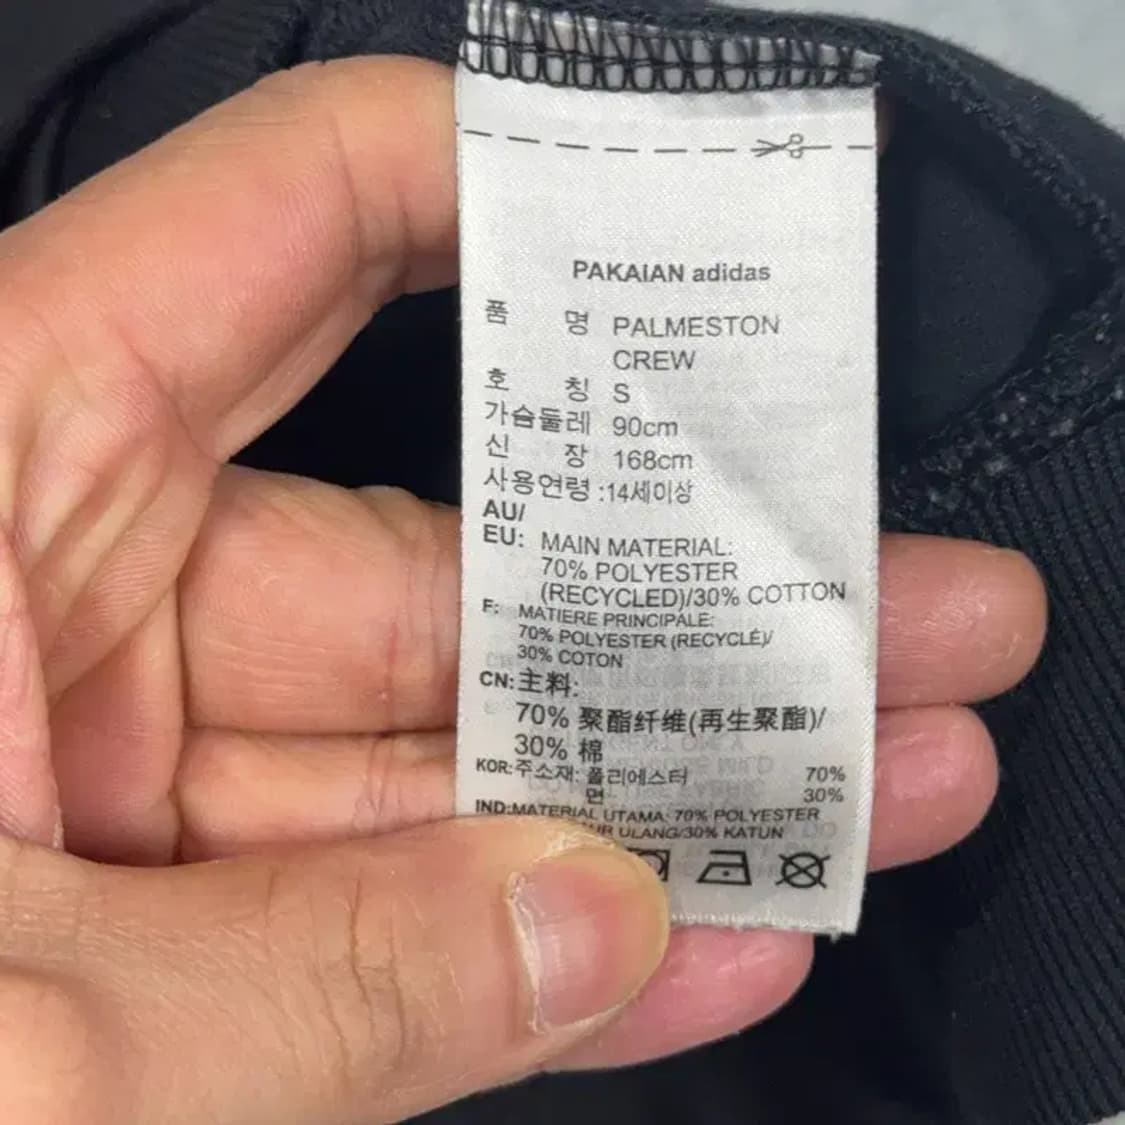 PAKAIAN adidas
품 명 PALMESTON
CREW
호 칭 S
가슴둘레 90cm
신 장 168cm
사용연령 :14세이상
AU/
EU: MAIN MATERIAL:
70% POLYESTER
(RECYCLED)/30% COTTON
F: MATIERE PRINCIPALE:
70% POLYESTER (RECYCLÉ)/
30% COTON
CN:主料:
70% 聚酯纤维(再生聚酯)/
30% 棉
KOR:주소재: 폴리에스터 70%
면 30%
IND:MATERIAL UTAMA: 70% POLYESTER
ULANG/30% KATUN